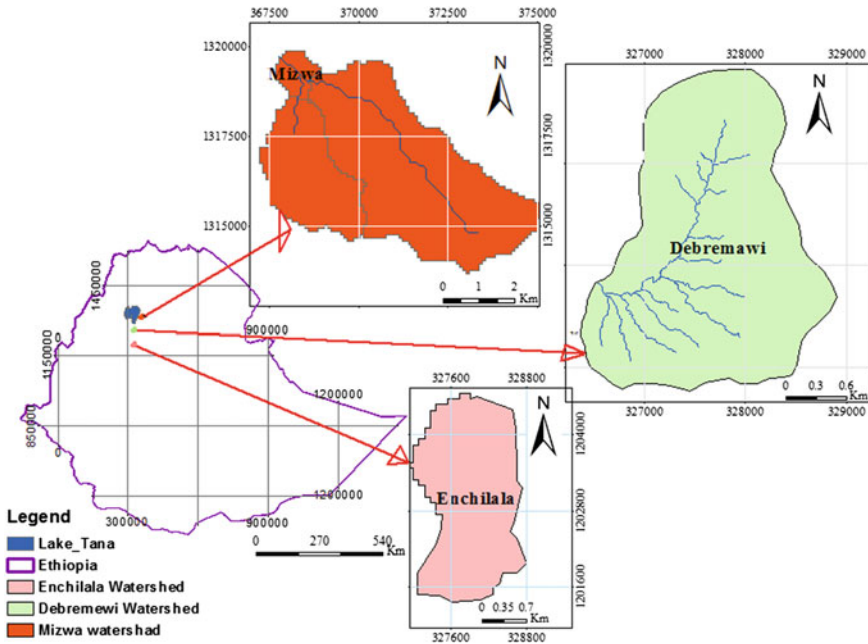 367500 370000 372500 375000
1320000
1317500
1315000
Mizwa
N
1320000
1317500
1315000
0 1 2
Km
327000 328000 329000
N
Debremawi
0 0.3 0.6
Km
327000 328000 329000
1450000
1150000
0
850000
0
900000
1200000
1200000
300000 900000
0 270 540
Km
327600 328800
N
Enchilala
1204000
1202800
1201600
0 0.35 0.7
Km
327600 328800
Legend
Lake_Tana
Ethiopia
Enchilala Watershed
Debremewi Watershed
Mizwa watershad